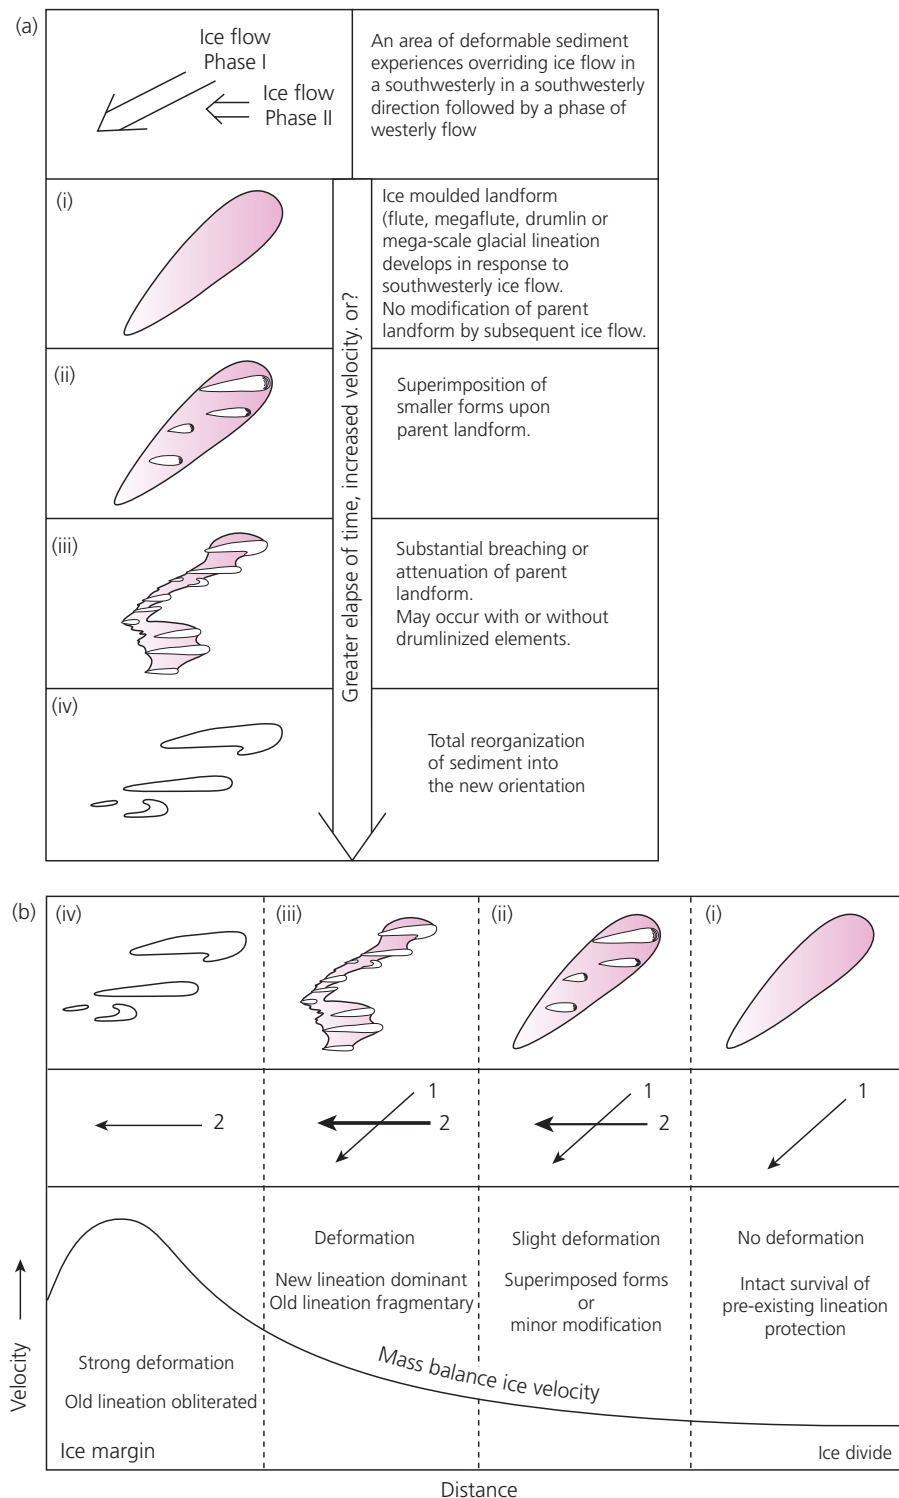 (a)
Ice flow
Phase I
Ice flow
Phase II
An area of deformable sediment
experiences overriding ice flow in
a southwesterly in a southwesterly
direction followed by a phase of
westerly flow
(i)
Ice moulded landform
(flute, megaflute, drumlin or
mega-scale glacial lineation
develops in response to
southwesterly ice flow.
No modification of parent
landform by subsequent ice flow.
Greater elapse of time, increased velocity. or?
(ii)
Superimposition of
smaller forms upon
parent landform.
(iii)
Substantial breaching or
attenuation of parent
landform.
May occur with or without
drumlinized elements.
(iv)
Total reorganization
of sediment into
the new orientation
(b)
(iv)
(iii)
(ii)
(i)
2
1
2
1
2
1
Velocity
Strong deformation
Old lineation obliterated
Ice margin
Deformation
New lineation dominant
Old lineation fragmentary
Slight deformation
Superimposed forms
or
minor modification
No deformation
Intact survival of
pre-existing lineation
protection
Mass balance ice velocity
Ice divide
Distance